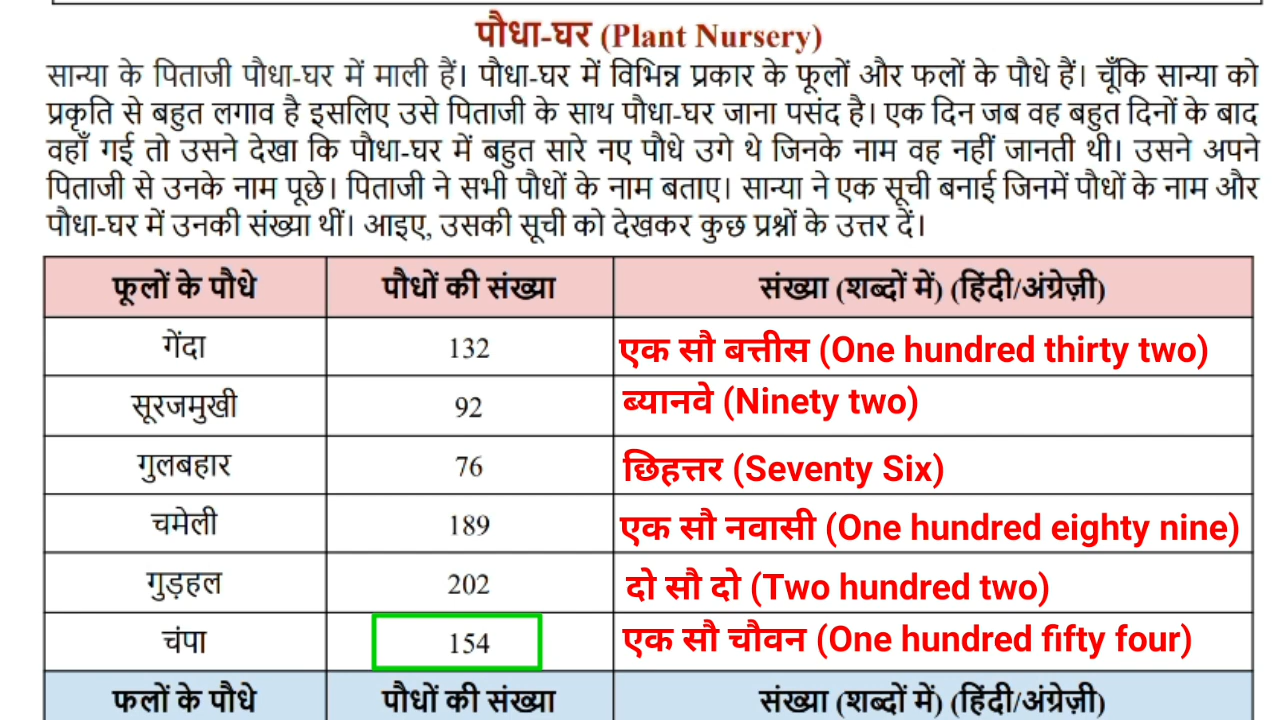 पौधा-घर (Plant Nursery)
सान्या के पिताजी पौधा-घर में माली हैं। पौधा-घर में विभिन्न प्रकार के फूलों और फलों के पौधे हैं। चूँकि सान्या को
प्रकृति से बहुत लगाव है इसलिए उसे पिताजी के साथ पौधा-घर जाना पसंद है। एक दिन जब वह बहुत दिनों के बाद
वहाँ गई तो उसने देखा कि पौधा-घर में बहुत सारे नए पौधे उगे थे जिनके नाम वह नहीं जानती थी। उसने अपने
पिताजी से उनके नाम पूछे। पिताजी ने सभी पौधों के नाम बताए। सान्या ने एक सूची बनाई जिनमें पौधों के नाम और
पौधा-घर में उनकी संख्या थीं। आइए, उसकी सूची को देखकर कुछ प्रश्नों के उत्तर दें।
फूलों के पौधे पौधों की संख्या संख्या (शब्दों में) (हिंदी/अंग्रेज़ी)
गेंदा 132 एक सौ बत्तीस (One hundred thirty two)
सूरजमुखी 92 ब्यानवे (Ninety two)
गुलबहार 76 छिहत्तर (Seventy Six)
चमेली 189 एक सौ नवासी (One hundred eighty nine)
गुड़हल 202 दो सौ दो (Two hundred two)
चंपा 154 एक सौ चौवन (One hundred fifty four)
फलों के पौधे पौधों की संख्या संख्या (शब्दों में) (हिंदी/अंग्रेज़ी)